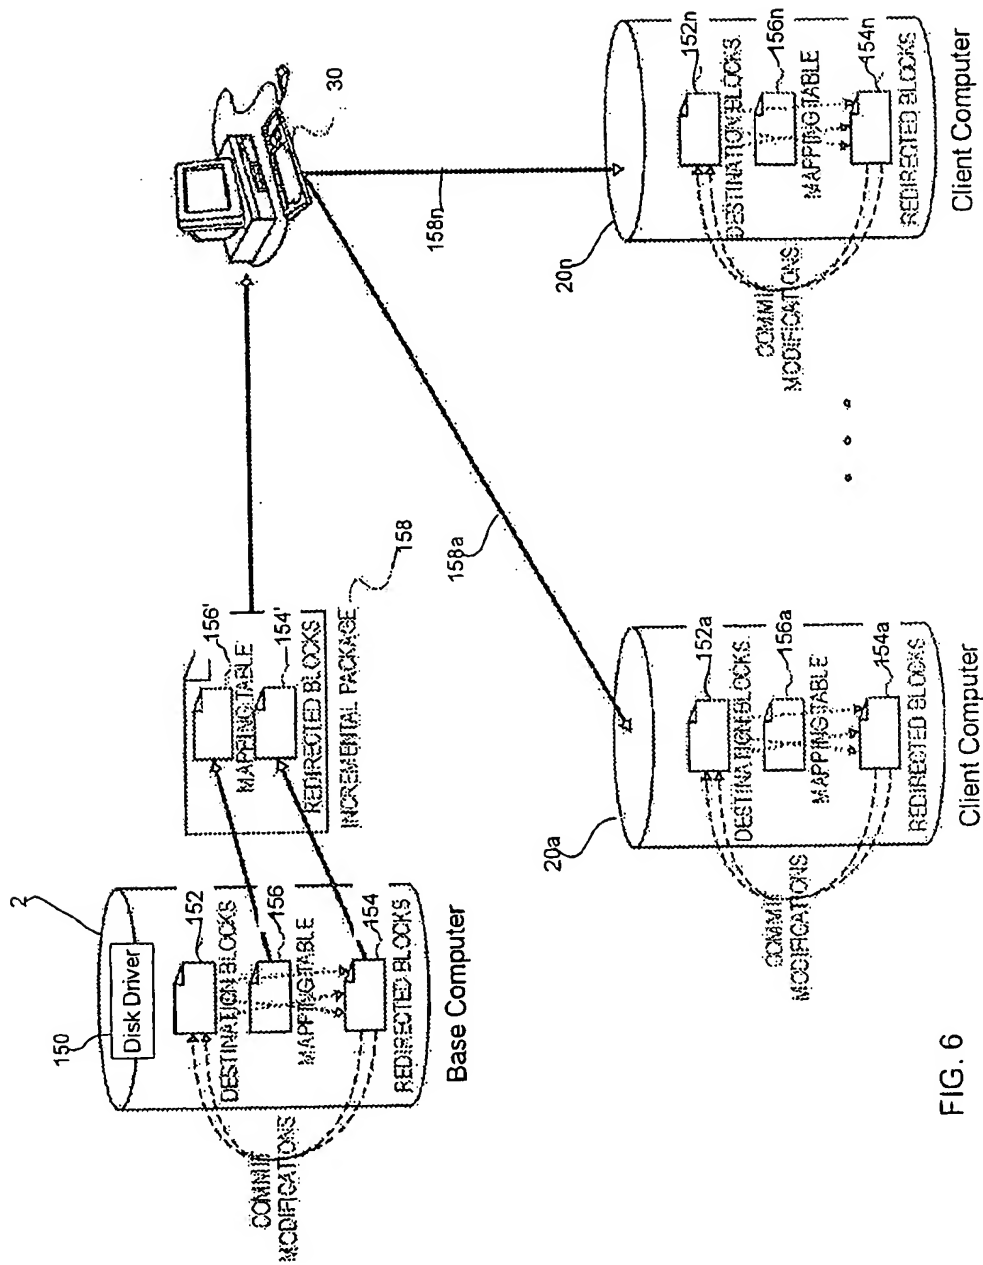 2
150
Disk Driver
152
DESTINATION BLOCKS
156
MAPPING TABLE
154
REDIRECTED BLOCKS
COMMIT
MODIFICATIONS
Base Computer
156'
MAPPING TABLE
154'
REDIRECTED BLOCKS
INCREMENTAL PACKAGE
158
30
158a
158n
20a
152a
DESTINATION BLOCKS
156a
MAPPING TABLE
154a
REDIRECTED BLOCKS
COMMIT
MODIFICATIONS
Client Computer
20n
152n
DESTINATION BLOCKS
156n
MAPPING TABLE
154n
REDIRECTED BLOCKS
COMMIT
MODIFICATIONS
Client Computer
FIG. 6